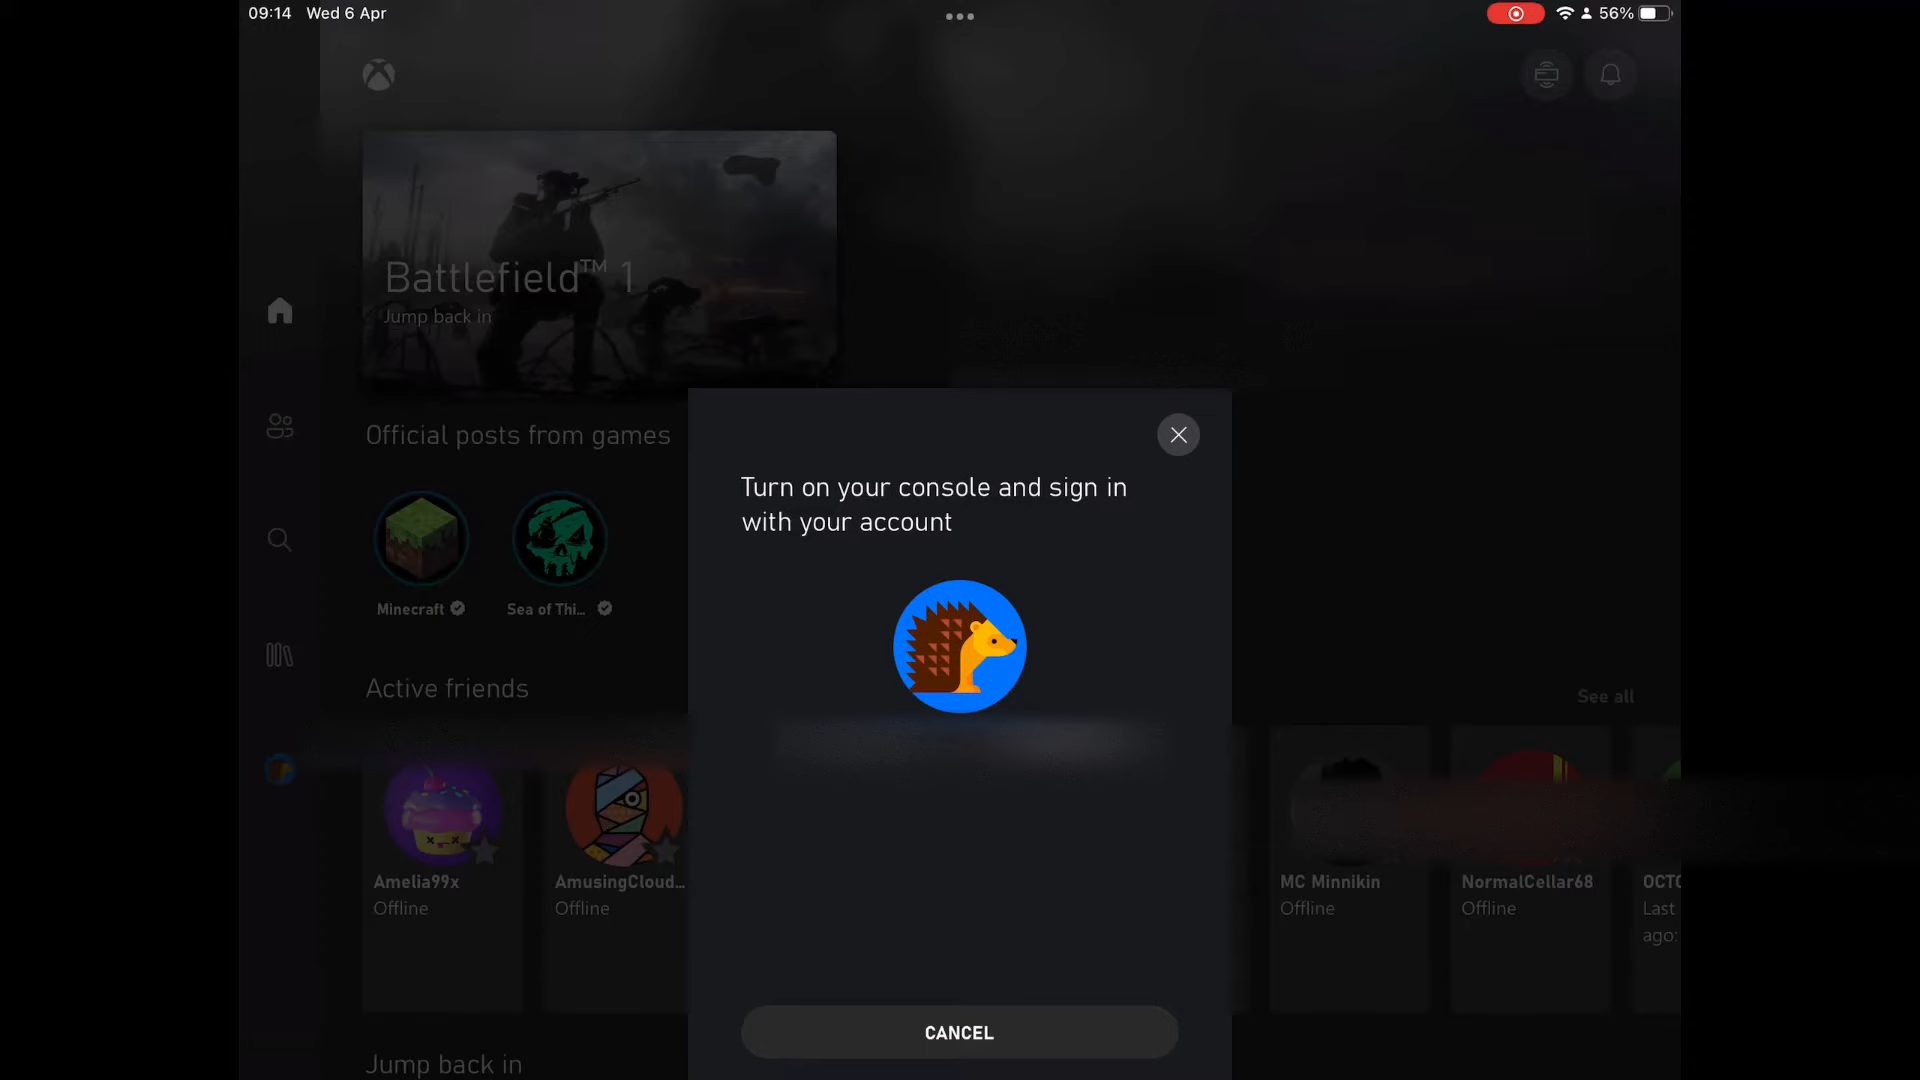 09:14 Wed 6 Apr
56%
Battlefield™ 1
Jump back in
Official posts from games
Minecraft
Sea of Thi...
Turn on your console and sign in
with your account
Active friends
See all
Amelia99x
Offline
AmusingCloud...
Offline
MC Minnikin
Offline
NormalCellar68
Offline
OCTO
Last
ago:
CANCEL
Jump back in